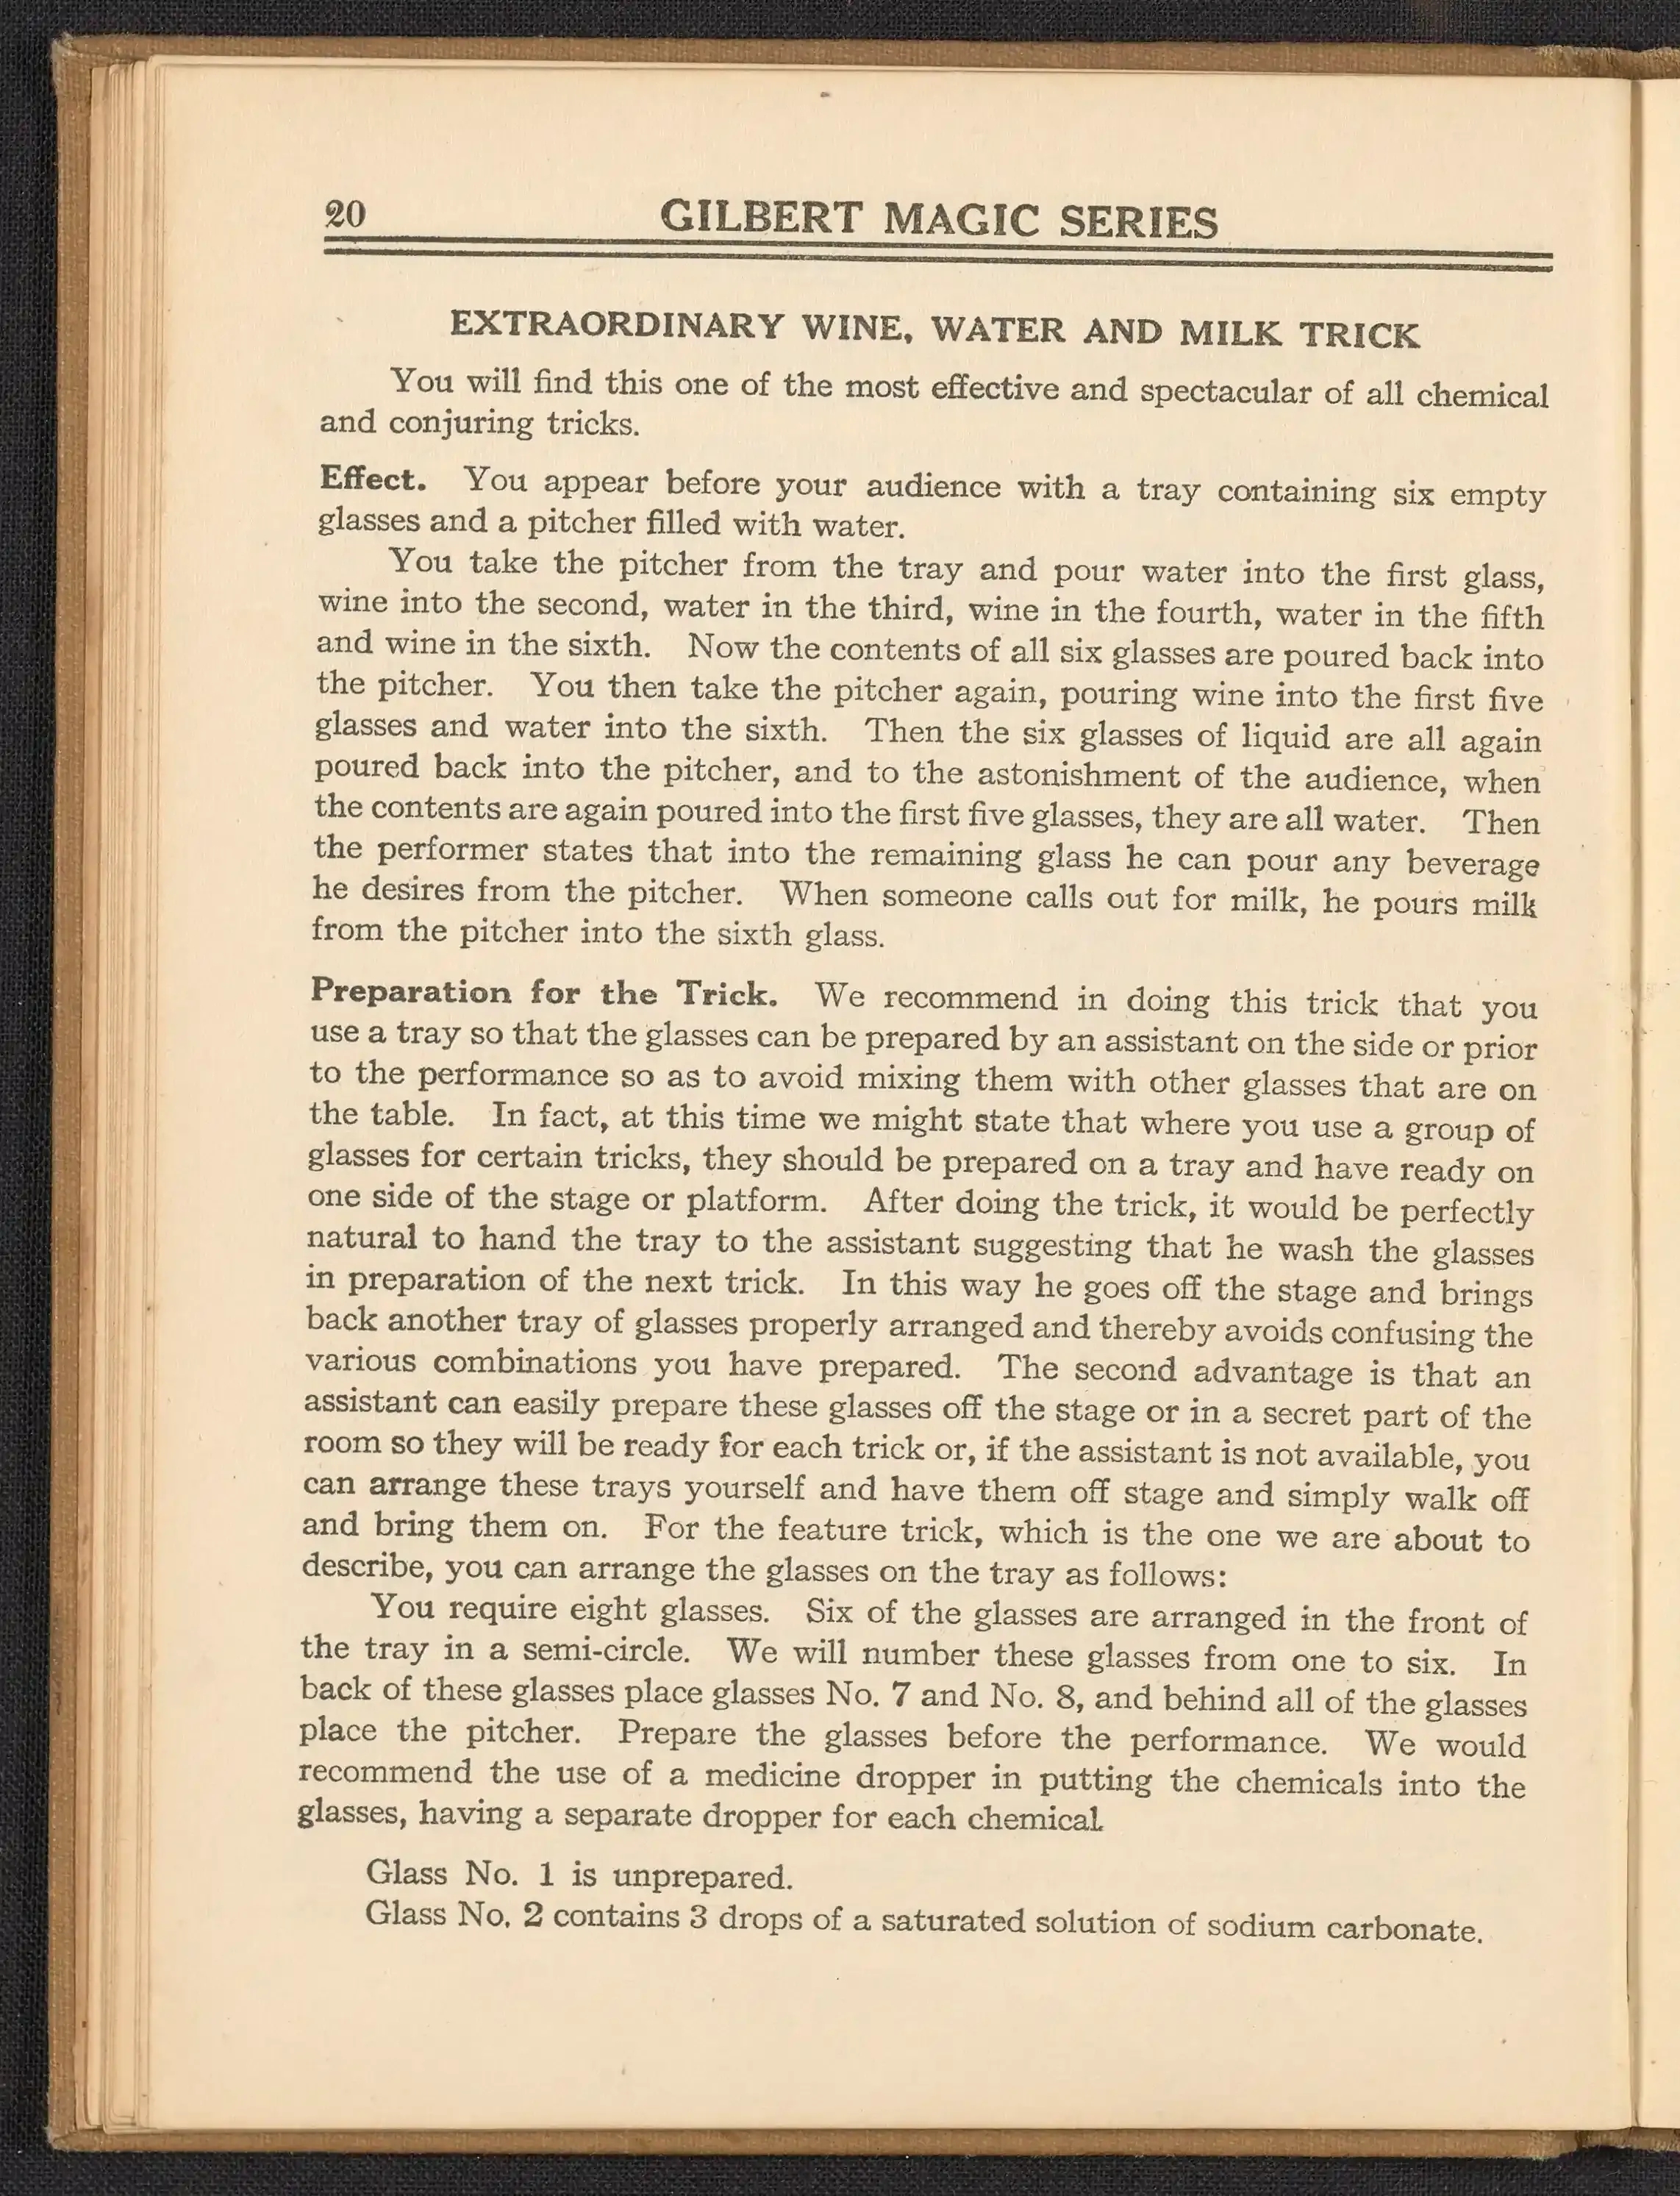 20 GILBERT MAGIC SERIES
EXTRAORDINARY WINE, WATER AND MILK TRICK
You will find this one of the most effective and spectacular of all chemical
and conjuring tricks.
Effect. You appear before your audience with a tray containing six empty
glasses and a pitcher filled with water.
You take the pitcher from the tray and pour water into the first glass,
wine into the second, water in the third, wine in the fourth, water in the fifth
and wine in the sixth. Now the contents of all six glasses are poured back into
the pitcher. You then take the pitcher again, pouring wine into the first five
glasses and water into the sixth. Then the six glasses of liquid are all again
poured back into the pitcher, and to the astonishment of the audience, when
the contents are again poured into the first five glasses, they are all water. Then
the performer states that into the remaining glass he can pour any beverage
he desires from the pitcher. When someone calls out for milk, he pours milk
from the pitcher into the sixth glass.
Preparation for the Trick. We recommend in doing this trick that you
use a tray so that the glasses can be prepared by an assistant on the side or prior
to the performance so as to avoid mixing them with other glasses that are on
the table. In fact, at this time we might state that where you use a group of
glasses for certain tricks, they should be prepared on a tray and have ready on
one side of the stage or platform. After doing the trick, it would be perfectly
natural to hand the tray to the assistant suggesting that he wash the glasses
in preparation of the next trick. In this way he goes off the stage and brings
back another tray of glasses properly arranged and thereby avoids confusing the
various combinations you have prepared. The second advantage is that an
assistant can easily prepare these glasses off the stage or in a secret part of the
room so they will be ready for each trick or, if the assistant is not available, you
can arrange these trays yourself and have them off stage and simply walk off
and bring them on. For the feature trick, which is the one we are about to
describe, you can arrange the glasses on the tray as follows:
You require eight glasses. Six of the glasses are arranged in the front of
the tray in a semi-circle. We will number these glasses from one to six. In
back of these glasses place glasses No. 7 and No. 8, and behind all of the glasses
place the pitcher. Prepare the glasses before the performance. We would
recommend the use of a medicine dropper in putting the chemicals into the
glasses, having a separate dropper for each chemical.
Glass No. 1 is unprepared.
Glass No. 2 contains 3 drops of a saturated solution of sodium carbonate.